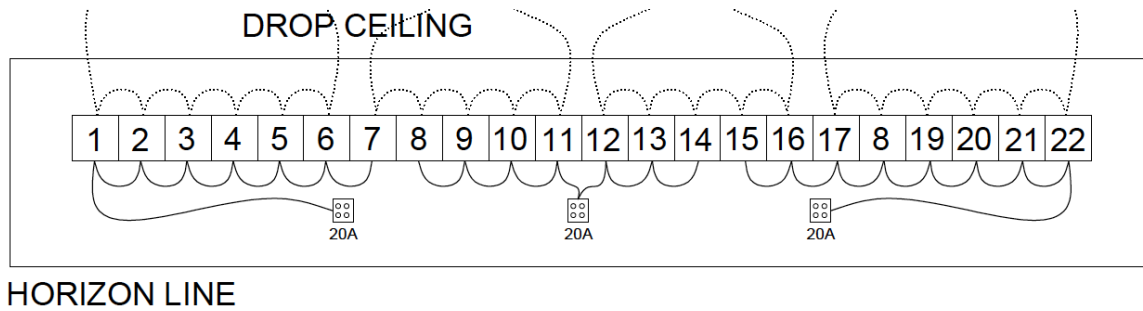 DROP CEILING
1 2 3 4 5 6 7 8 9 10 11 12 13 14 15 16 17 8 19 20 21 22
20A 20A 20A
HORIZON LINE